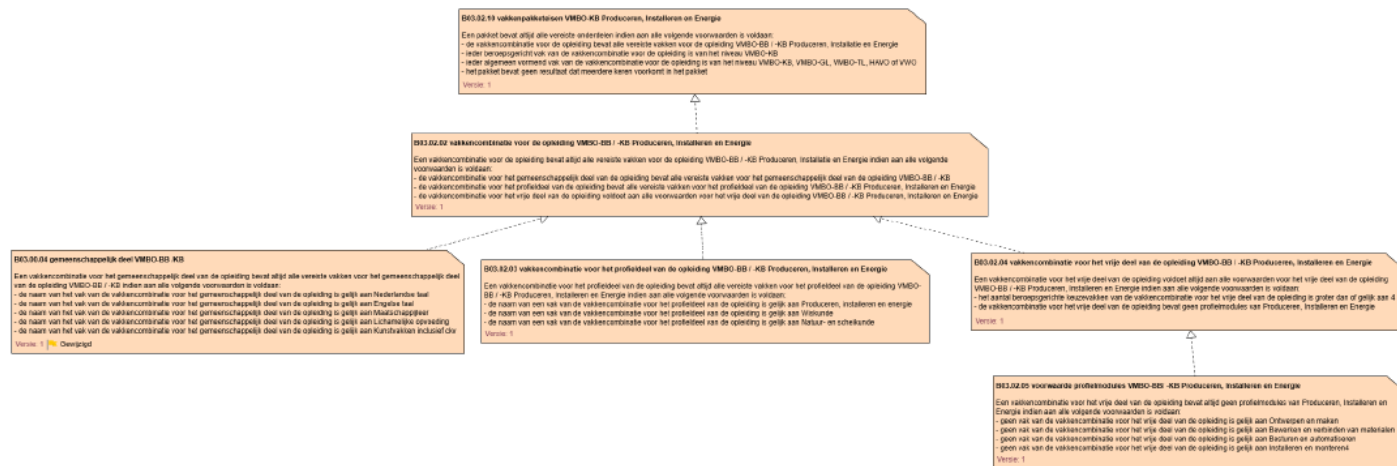 B03.02.10 vakkenpakketeisen VMBO-KB Produceren, Installeren en Energie
Een pakket bevat altijd alle vereiste onderdelen indien aan alle volgende voorwaarden is voldaan:
- de vakkencombinatie voor de opleiding bevat alle vereiste vakken voor de opleiding VMBO-BB / -KB Produceren, Installatie en Energie
- ieder beroepsgericht vak van de vakkencombinatie voor de opleiding is van het niveau VMBO-KB
- ieder algemeen vormend vak van de vakkencombinatie voor de opleiding is van het niveau VMBO-KB, VMBO-GL, VMBO-TL, HAVO of VWO
- het pakket bevat geen resultaat dat meerdere keren voorkomt in het pakket
Versie: 1
B03.02.02 vakkencombinatie voor de opleiding VMBO-BB / -KB Produceren, Installeren en Energie
Een vakkencombinatie voor de opleiding bevat altijd alle vereiste vakken voor de opleiding VMBO-BB / -KB Produceren, Installatie en Energie indien aan alle volgende
voorwaarden is voldaan:
- de vakkencombinatie voor het gemeenschappelijk deel van de opleiding bevat alle vereiste vakken voor het gemeenschappelijk deel van de opleiding VMBO-BB / -KB
- de vakkencombinatie voor het profieldeel van de opleiding bevat alle vereiste vakken voor het profieldeel van de opleiding VMBO-BB / -KB Produceren, Installeren en Energie
- de vakkencombinatie voor het vrije deel van de opleiding voldoet aan alle voorwaarden voor het vrije deel van de opleiding VMBO-BB / -KB Produceren, Installeren en Energie
Versie: 1
B03.00.04 gemeenschappelijk deel VMBO-BB -KB
Een vakkencombinatie voor het gemeenschappelijk deel van de opleiding bevat altijd alle vereiste vakken voor het gemeenschappelijk deel
van de opleiding VMBO-BB / -KB indien aan alle volgende voorwaarden is voldaan:
- de naam van het vak van de vakkencombinatie voor het gemeenschappelijk deel van de opleiding is gelijk aan Nederlandse taal
- de naam van het vak van de vakkencombinatie voor het gemeenschappelijk deel van de opleiding is gelijk aan Engelse taal
- de naam van het vak van de vakkencombinatie voor het gemeenschappelijk deel van de opleiding is gelijk aan Maatschappijleer
- de naam van het vak van de vakkencombinatie voor het gemeenschappelijk deel van de opleiding is gelijk aan Lichamelijke opvoeding
- de naam van het vak van de vakkencombinatie voor het gemeenschappelijk deel van de opleiding is gelijk aan Kunstvakken inclusief ckv
Versie: 1 Gewijzigd
B03.02.03 vakkencombinatie voor het profieldeel van de opleiding VMBO-BB / -KB Produceren, Installeren en Energie
Een vakkencombinatie voor het profieldeel van de opleiding bevat altijd alle vereiste vakken voor het profieldeel van de opleiding VMBO-
BB / -KB Produceren, Installeren en Energie indien aan alle volgende voorwaarden is voldaan:
- de naam van een vak van de vakkencombinatie voor het profieldeel van de opleiding is gelijk aan Produceren, installeren en energie
- de naam van een vak van de vakkencombinatie voor het profieldeel van de opleiding is gelijk aan Wiskunde
- de naam van een vak van de vakkencombinatie voor het profieldeel van de opleiding is gelijk aan Natuur- en scheikunde
Versie: 1
B03.02.04 vakkencombinatie voor het vrije deel van de opleiding VMBO-BB / -KB Produceren, Installeren en Energie
Een vakkencombinatie voor het vrije deel van de opleiding voldoet altijd aan alle voorwaarden voor het vrije deel van de opleiding
VMBO-BB / -KB Produceren, Installeren en Energie indien aan alle volgende voorwaarden is voldaan:
- het aantal beroepsgerichte keuzevakken van de vakkencombinatie voor het vrije deel van de opleiding is groter dan of gelijk aan 4
- de vakkencombinatie voor het vrije deel van de opleiding bevat geen profielmodules van Produceren, Installeren en Energie
Versie: 1
B03.02.05 voorwaarde profielmodules VMBO-BB/ -KB Produceren, Installeren en Energie
Een vakkencombinatie voor het vrije deel van de opleiding bevat altijd geen profielmodules van Produceren, Installeren en
Energie indien aan alle volgende voorwaarden is voldaan:
- geen vak van de vakkencombinatie voor het vrije deel van de opleiding is gelijk aan Ontwerpen en maken
- geen vak van de vakkencombinatie voor het vrije deel van de opleiding is gelijk aan Bewerken en verbinden van materialen
- geen vak van de vakkencombinatie voor het vrije deel van de opleiding is gelijk aan Besturen en automatiseren
- geen vak van de vakkencombinatie voor het vrije deel van de opleiding is gelijk aan Installeren en monteren4
Versie: 1